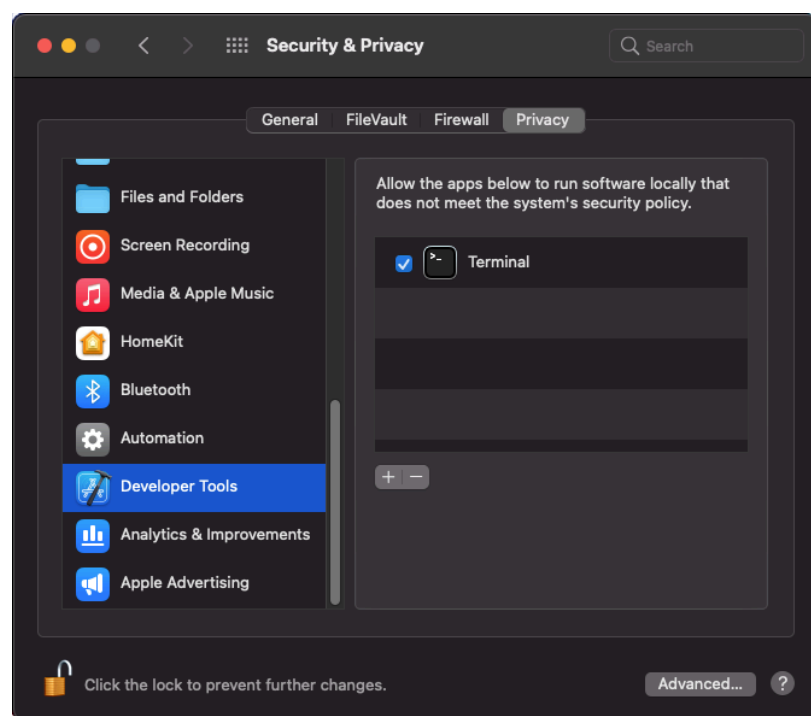 Security & Privacy
Search
General FileVault Firewall Privacy
Files and Folders
Screen Recording
Media & Apple Music
HomeKit
Bluetooth
Automation
Developer Tools
Analytics & Improvements
Apple Advertising
Allow the apps below to run software locally that
does not meet the system's security policy.
>-
Terminal
+ −
Click the lock to prevent further changes.
Advanced...
?